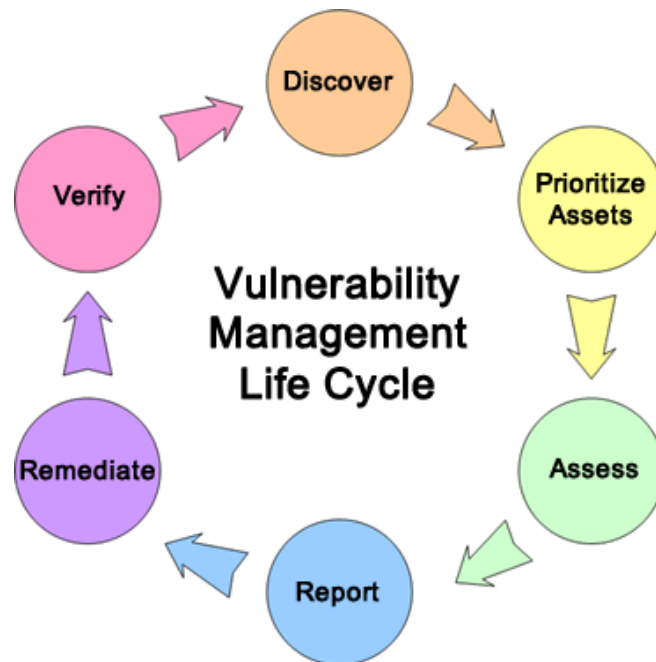 Discover
Prioritize
Assets
Assess
Report
Remediate
Verify
Vulnerability
Management
Life Cycle